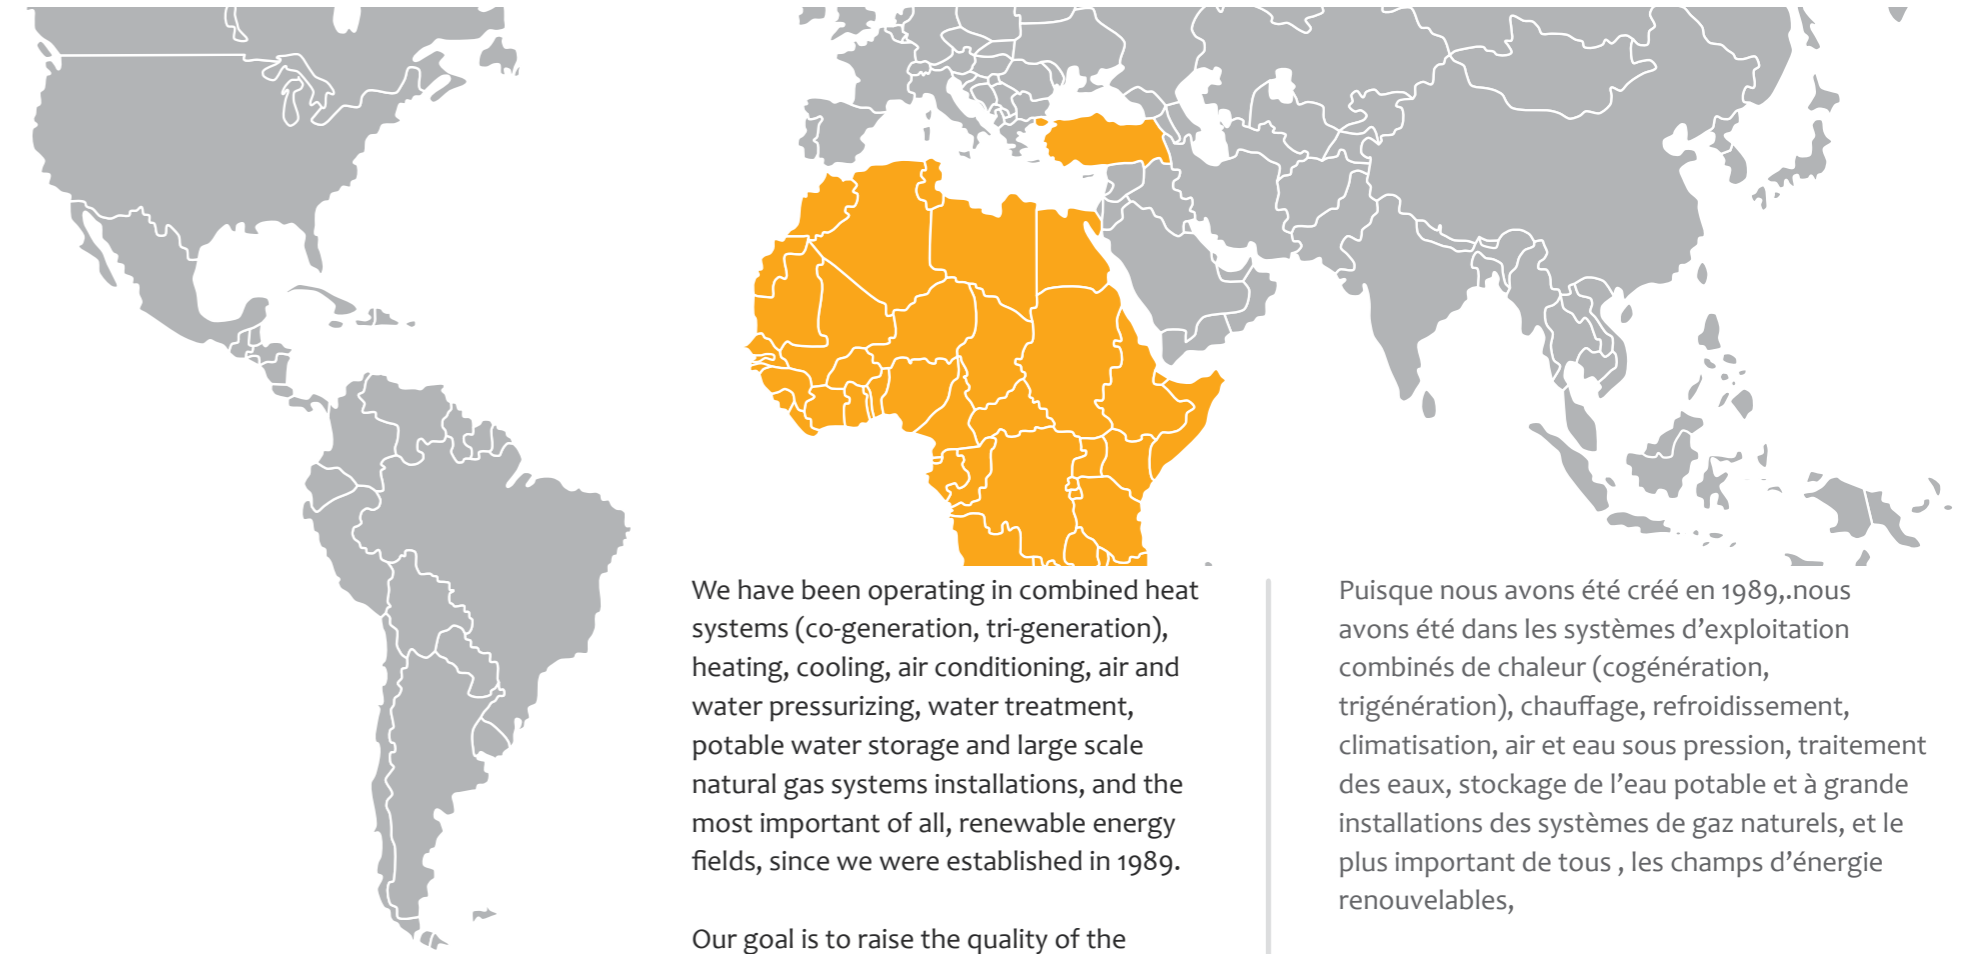 We have been operating in combined heat
systems (co-generation, tri-generation),
heating, cooling, air conditioning, air and
water pressurizing, water treatment,
potable water storage and large scale
natural gas systems installations, and the
most important of all, renewable energy
fields, since we were established in 1989.
Our goal is to raise the quality of the
Puisque nous avons été créé en 1989,.nous
avons été dans les systèmes d’exploitation
combinés de chaleur (cogénération,
trigénération), chauffage, refroidissement,
climatisation, air et eau sous pression, traitement
des eaux, stockage de l’eau potable et à grande
installations des systèmes de gaz naturels, et le
plus important de tous , les champs d’énergie
renouvelables,